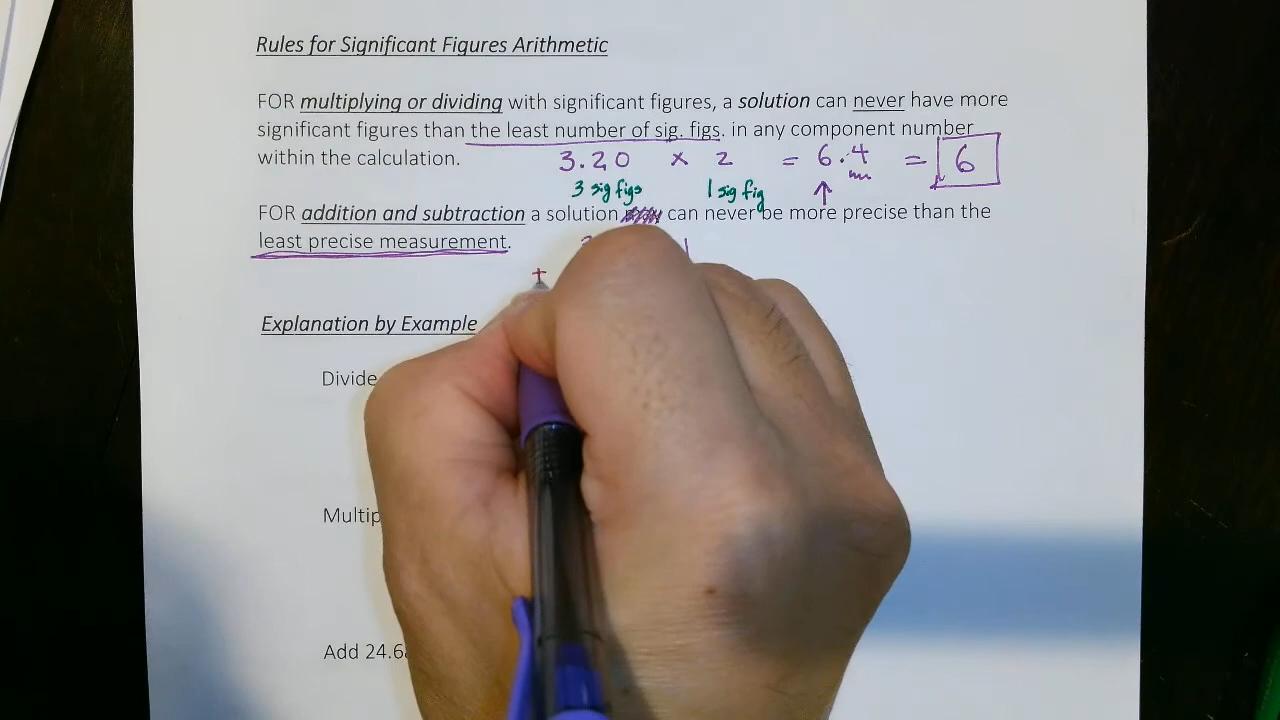 Rules for Significant Figures Arithmetic
FOR multiplying or dividing with significant figures, a solution can never have more
significant figures than the least number of sig. figs. in any component number
within the calculation. 3.20 x 2 = 6.4 = 6
3 sig figs 1 sig fig
FOR addition and subtraction a solution can never be more precise than the
least precise measurement.
+
Explanation by Example
Divide
Add